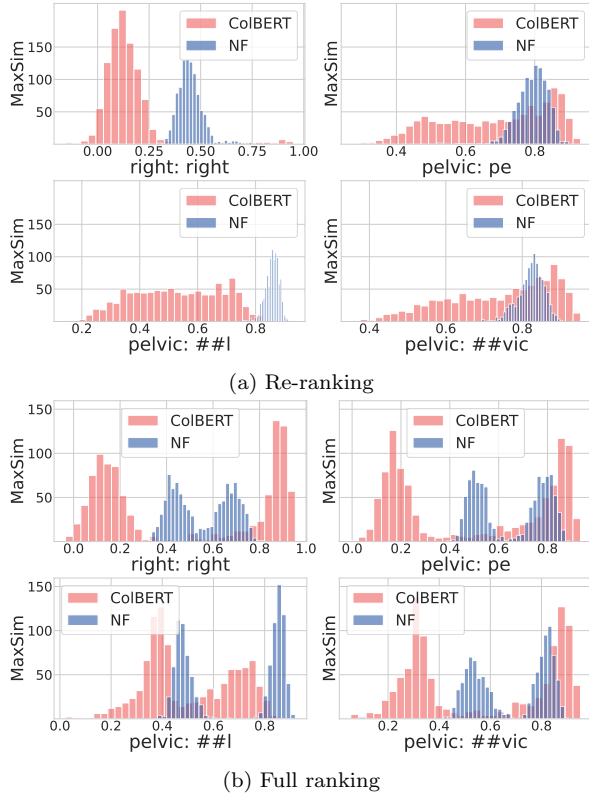 ColBERT
NF
MaxSim
150
100
50
0.00 0.25 0.50 0.75 1.00
right: right
ColBERT
NF
MaxSim
0.4 0.6 0.8
pelvic: pe
ColBERT
NF
MaxSim
150
100
50
0.2 0.4 0.6 0.8
pelvic: ##l
ColBERT
NF
MaxSim
0.4 0.6 0.8
pelvic: ##vic
(a) Re-ranking
ColBERT
NF
MaxSim
150
100
50
0.0 0.2 0.4 0.6 0.8 1.0
right: right
ColBERT
NF
MaxSim
0.0 0.2 0.4 0.6 0.8
pelvic: pe
ColBERT
NF
MaxSim
150
100
50
0.0 0.2 0.4 0.6 0.8
pelvic: ##l
ColBERT
NF
MaxSim
0.2 0.4 0.6 0.8
pelvic: ##vic
(b) Full ranking